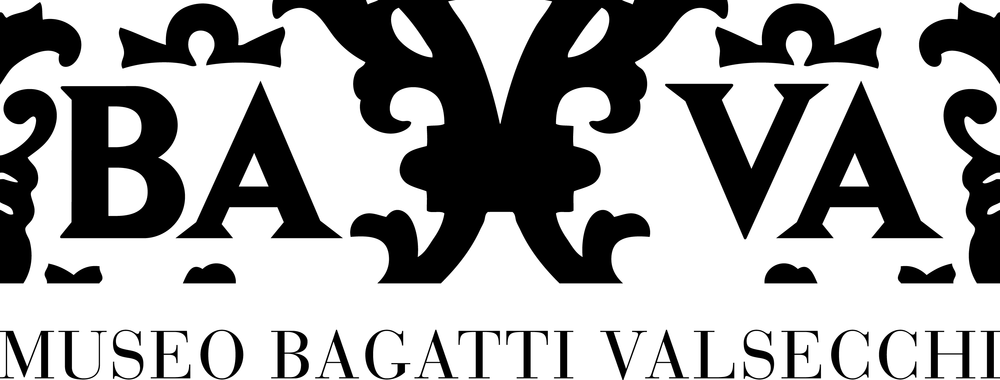 BA VA
MUSEO BAGATTI VALSECCHI